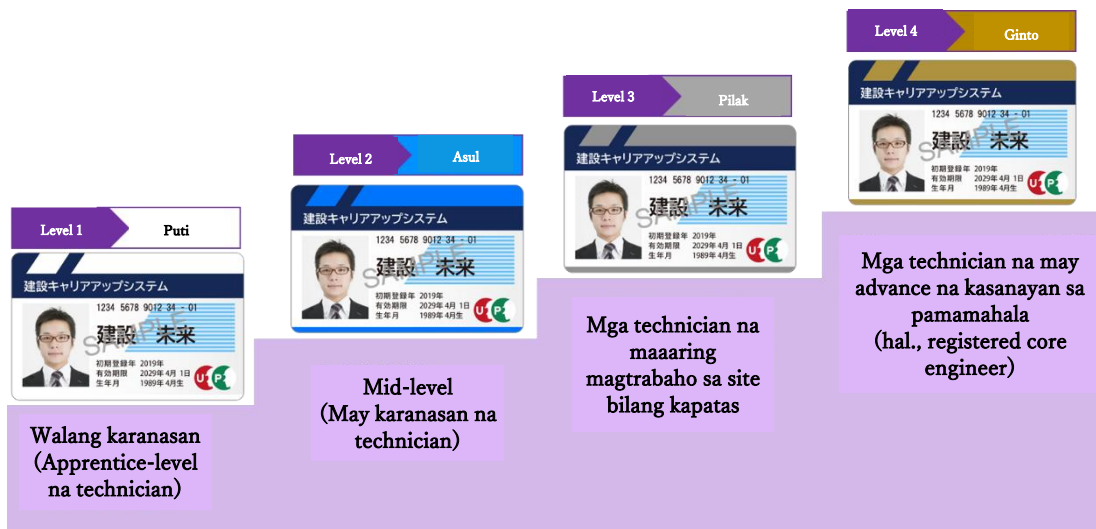 Level 1
Puti
建設キャリアアップシステム
1234 5678 9012 34 - 01
建設 未来
SAMPLE
初期登録年 2019年
有効期限 2029年 4月 1日
生年月 1989年 4月生
Walang karanasan
(Apprentice-level
na technician)
Level 2
Asul
建設キャリアアップシステム
1234 5678 9012 34 - 01
建設 未来
SAMPLE
初期登録年 2019年
有効期限 2029年 4月 1日
生年月 1989年 4月生
Mid-level
(May karanasan na
technician)
Level 3
Pilak
建設キャリアアップシステム
1234 5678 9012 34 - 01
建設 未来
SAMPLE
初期登録年 2019年
有効期限 2029年 4月 1日
生年月 1989年 4月生
Mga technician na
maaaring
magtrabaho sa site
bilang kapatas
Level 4
Ginto
建設キャリアアップシステム
1234 5678 9012 34 - 01
建設 未来
SAMPLE
初期登録年 2019年
有効期限 2029年 4月 1日
生年月 1989年 4月生
Mga technician na may
advance na kasanayan sa
pamamahala
(hal., registered core
engineer)